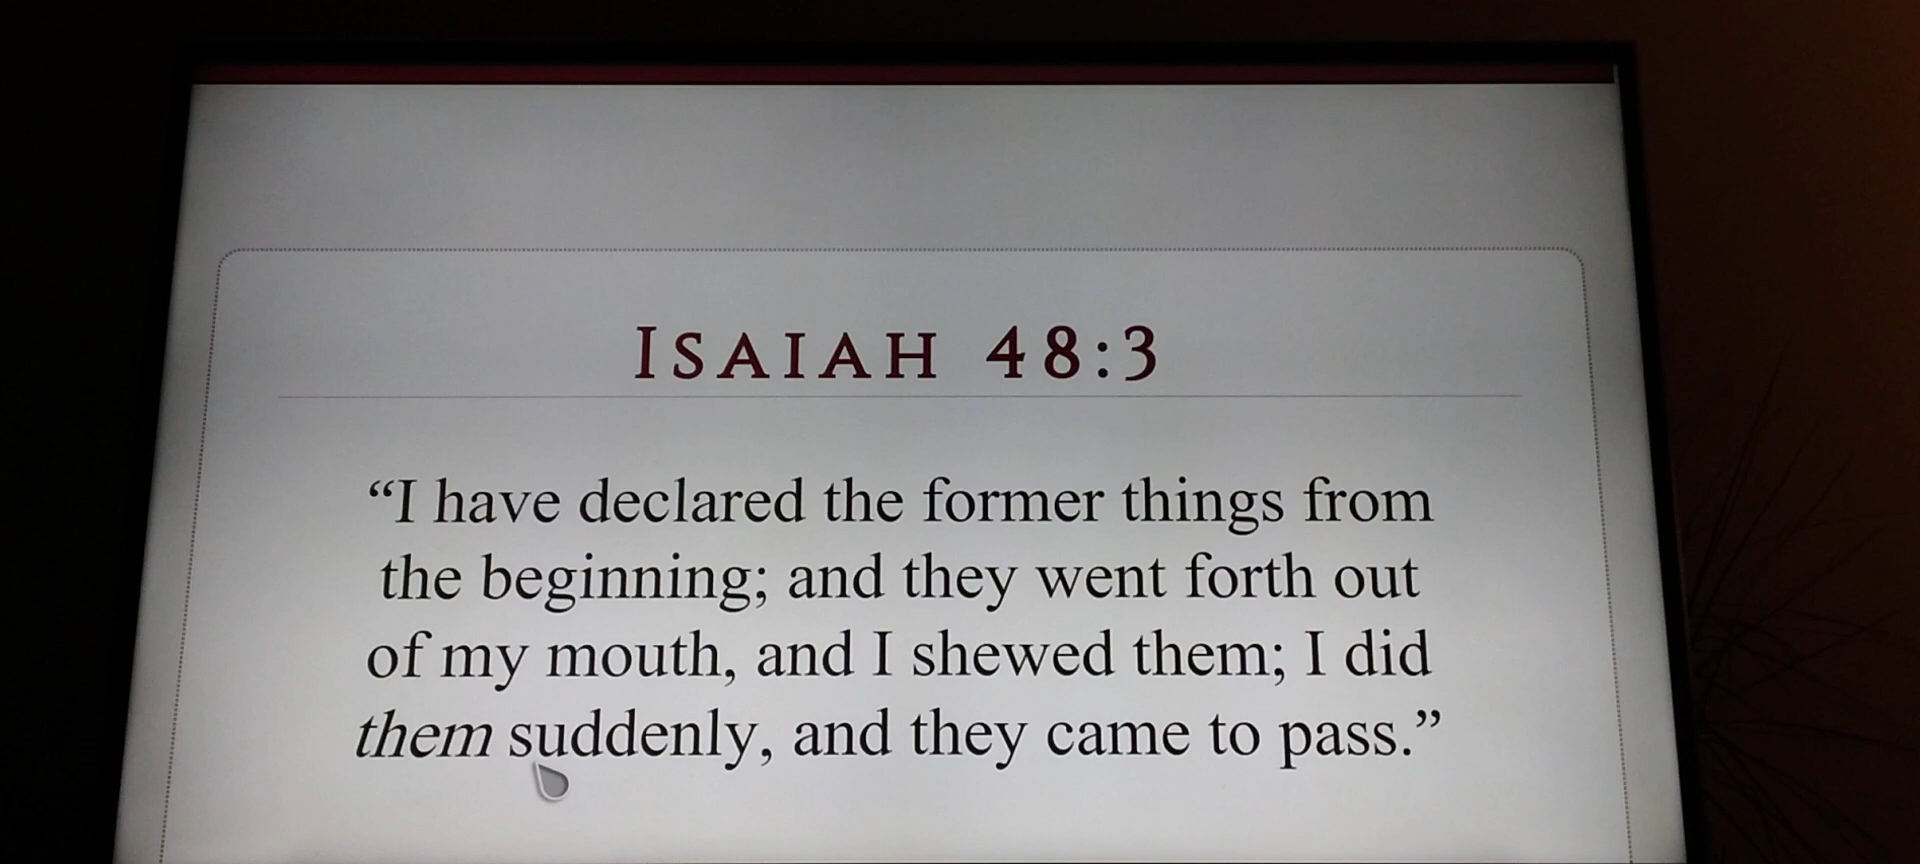 ISAIAH 48:3
“I have declared the former things from
the beginning; and they went forth out
of my mouth, and I shewed them; I did
them suddenly, and they came to pass.”